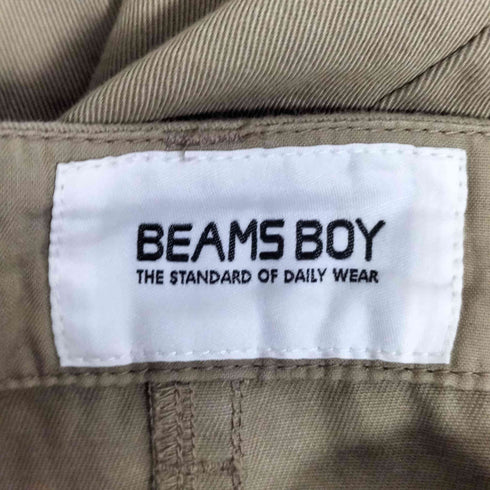 BEAMS BOY
THE STANDARD OF DAILY WEAR